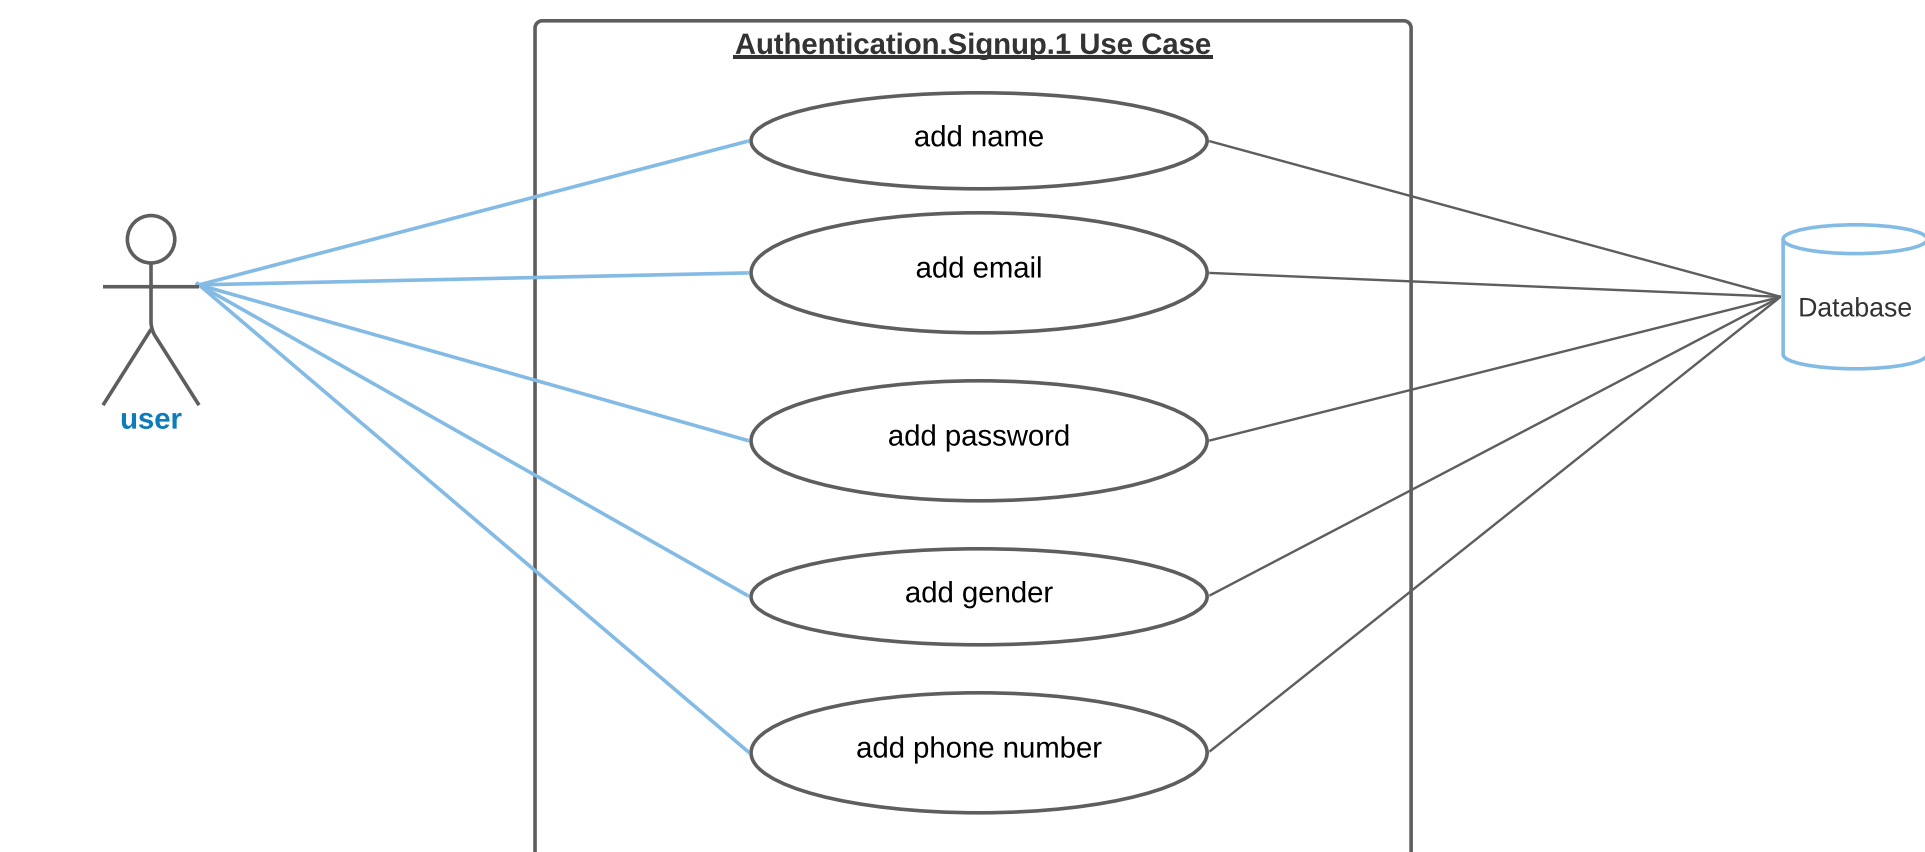 Authentication.Signup.1 Use Case
add name
add email
Database
user
add password
add gender
add phone number